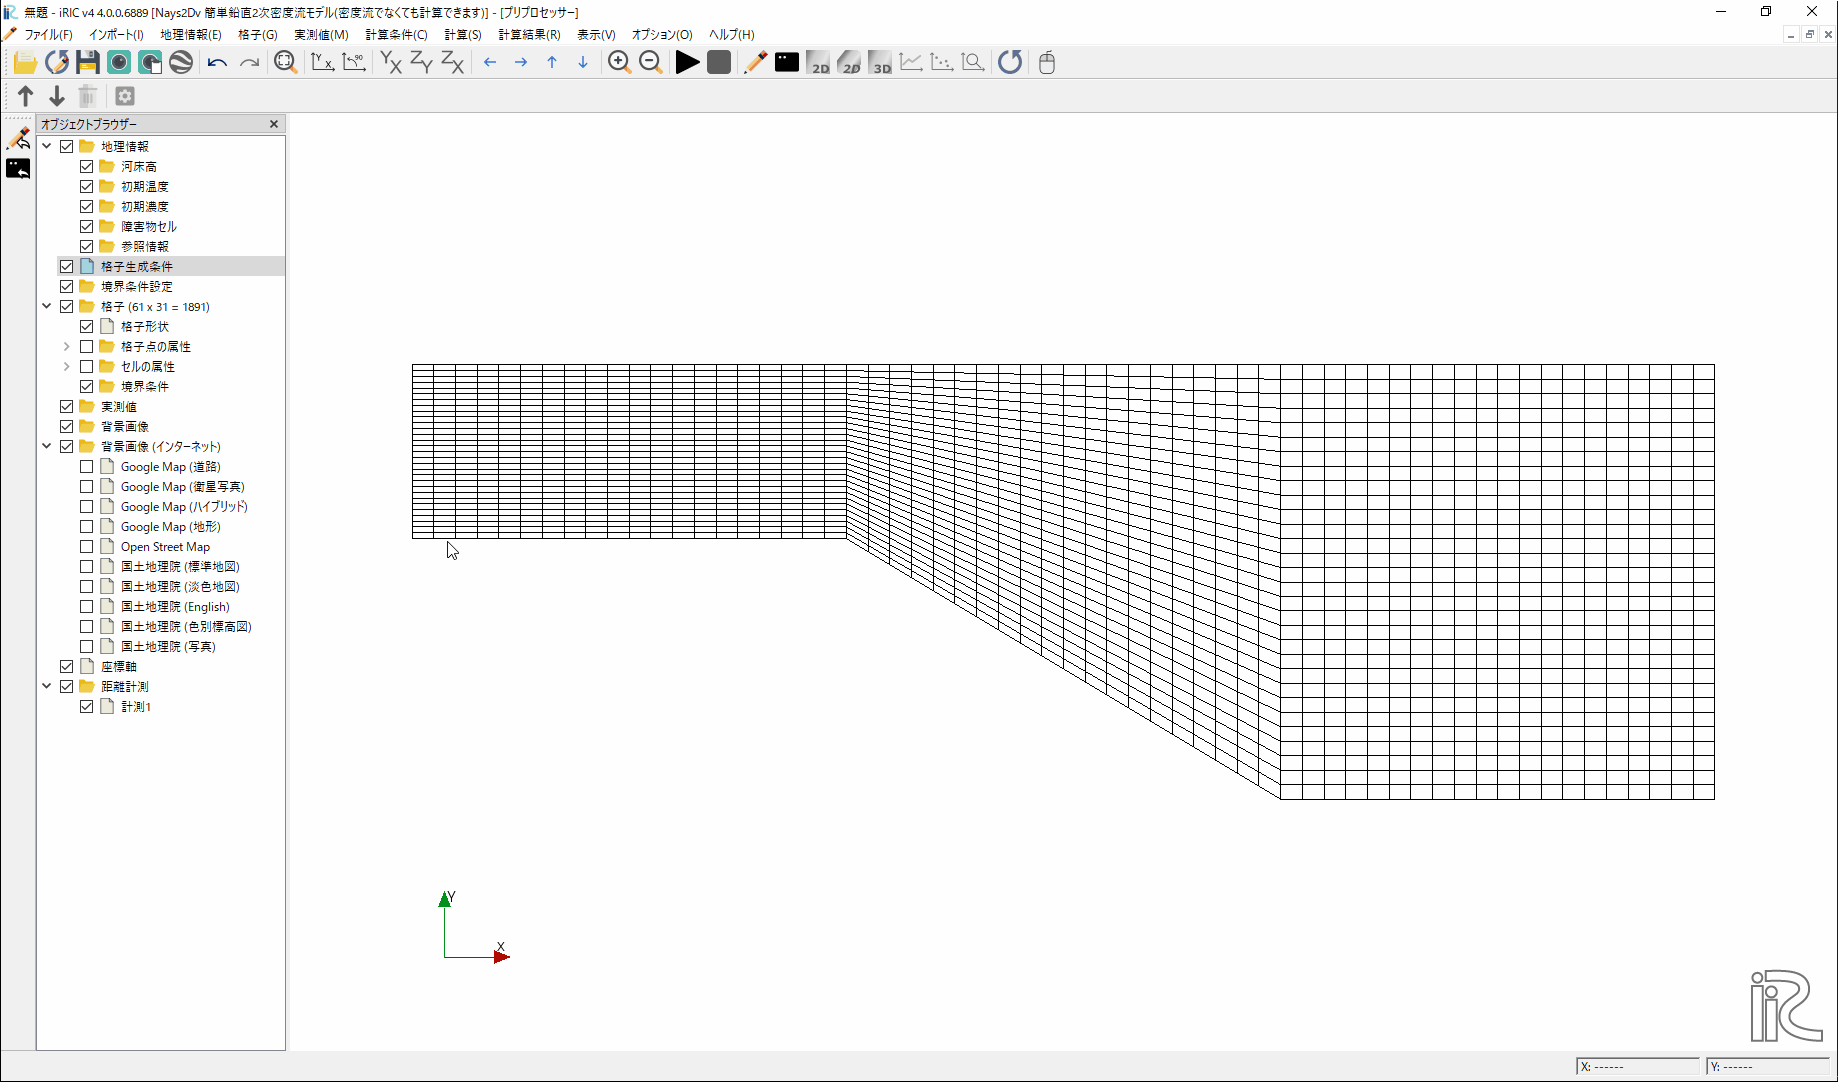 無題 - iRIC v4 4.0.0.6889 [Nays2Dv 簡単鉛直2次密度流モデル(密度流でなくても計算できます)] - [プリプロセッサー]
ファイル(F) インポート(I) 地理情報(E) 格子(G) 実測値(M) 計算条件(C) 計算(S) 計算結果(R) 表示(V) オプション(O) ヘルプ(H)
Y X 90 YX ZY ZX 2D 2D 3D
オブジェクトブラウザー
地理情報
河床高
初期温度
初期濃度
障害物セル
参照情報
格子生成条件
境界条件設定
格子 (61 x 31 = 1891)
格子形状
格子点の属性
セルの属性
境界条件
実測値
背景画像
背景画像 (インターネット)
Google Map (道路)
Google Map (衛星写真)
Google Map (ハイブリッド)
Google Map (地形)
Open Street Map
国土地理院 (標準地図)
国土地理院 (淡色地図)
国土地理院 (English)
国土地理院 (色別標高図)
国土地理院 (写真)
座標軸
距離計測
計測1
Y
X
iRIC
X: ------ Y: ------